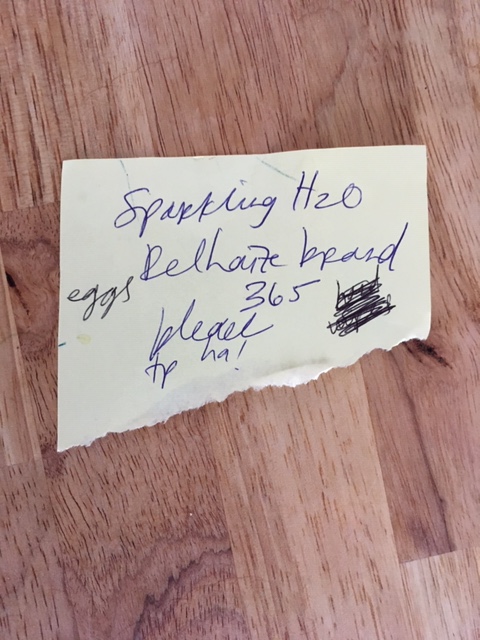 Sparkling H2O
Delhaize brand
eggs
365
please
tp ha!